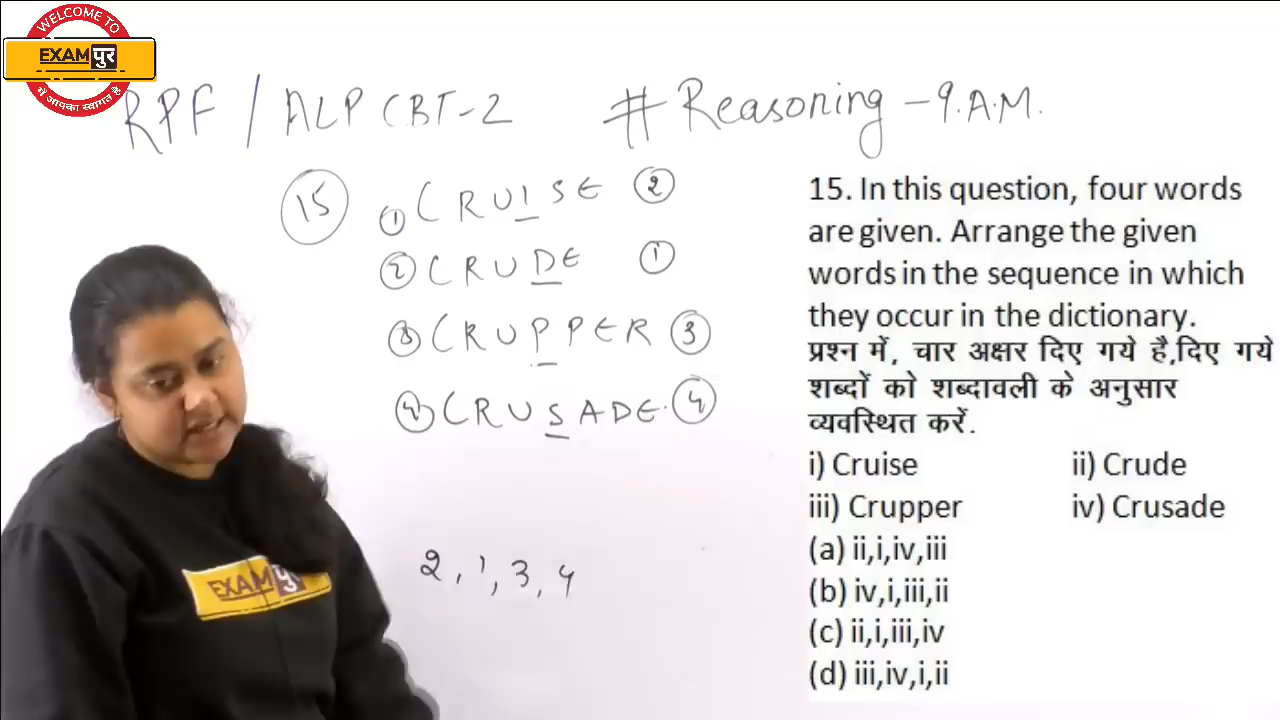 WELCOME TO
EXAMपुर
में आपका स्वागत है
RPF / ALP CBT-2 # Reasoning - 9.A.M.
15
① CRUISE ②
② CRUDE ①
③ CRUPPER ③
④ CRUSADE. ④
2, 1, 3, 4
EXAMपुर
15. In this question, four words
are given. Arrange the given
words in the sequence in which
they occur in the dictionary.
प्रश्न में, चार अक्षर दिए गये है,दिए गये
शब्दों को शब्दावली के अनुसार
व्यवस्थित करें.
i) Cruise ii) Crude
iii) Crupper iv) Crusade
(a) ii,i,iv,iii
(b) iv,i,iii,ii
(c) ii,i,iii,iv
(d) iii,iv,i,ii